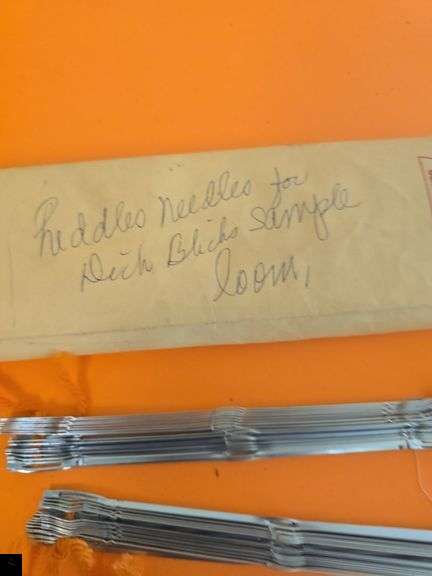 Heddles needles for
Dick Blicks Sample
loom,